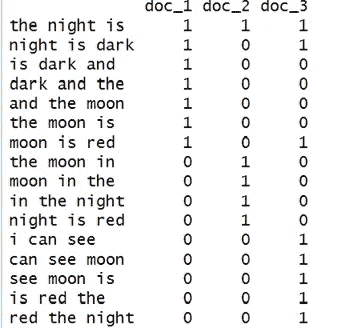 doc_1 doc_2 doc_3
the night is 1 1 1
night is dark 1 0 1
is dark and 1 0 0
dark and the 1 0 0
and the moon 1 0 0
the moon is 1 0 0
moon is red 1 0 1
the moon in 0 1 0
moon in the 0 1 0
in the night 0 1 0
night is red 0 1 0
i can see 0 0 1
can see moon 0 0 1
see moon is 0 0 1
is red the 0 0 1
red the night 0 0 1